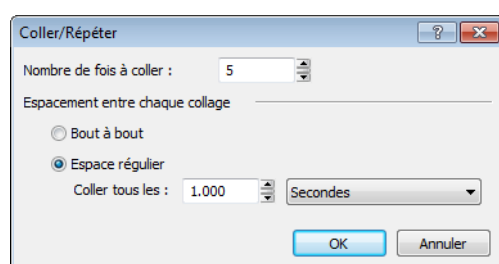 Coller/Répéter
Nombre de fois à coller : 5
Espacement entre chaque collage
Bout à bout
Espace régulier
Coller tous les : 1.000 Secondes
OK Annuler